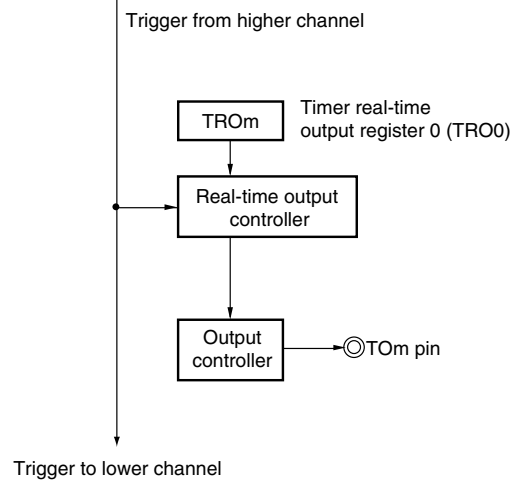 Trigger from higher channel
TROm
Timer real-time
output register 0 (TRO0)
Real-time output
controller
Output
controller
TOm pin
Trigger to lower channel